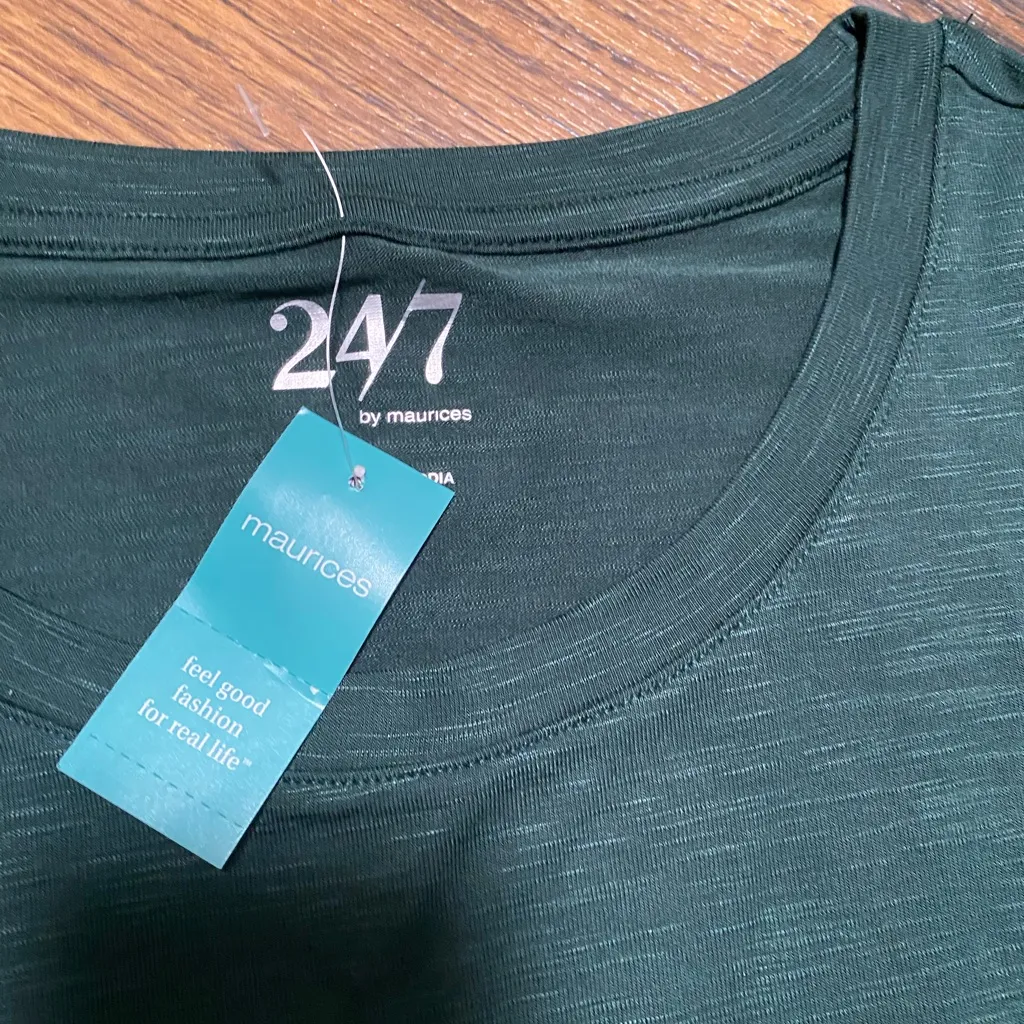 24/7
by maurices
maurices
feel good
fashion
for real life™